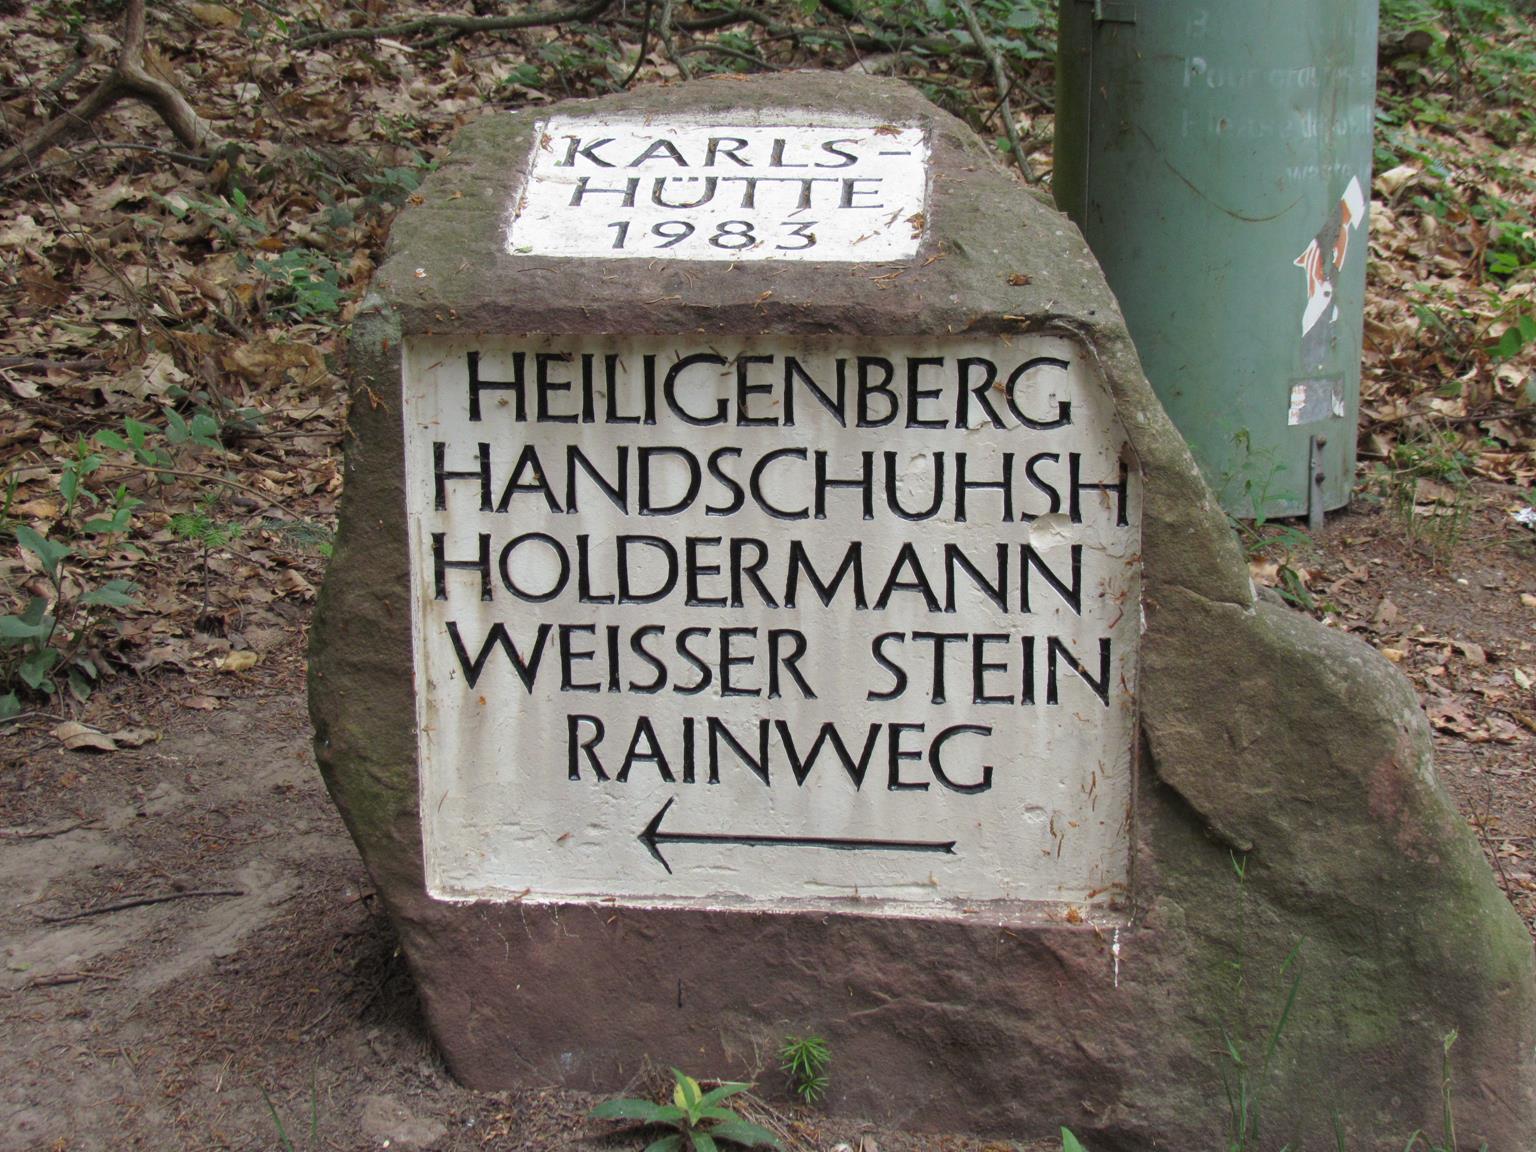 KARLS-
HÜTTE
1983
HEILIGENBERG
HANDSCHUHSH
HOLDERMANN
WEISSER STEIN
RAINWEG